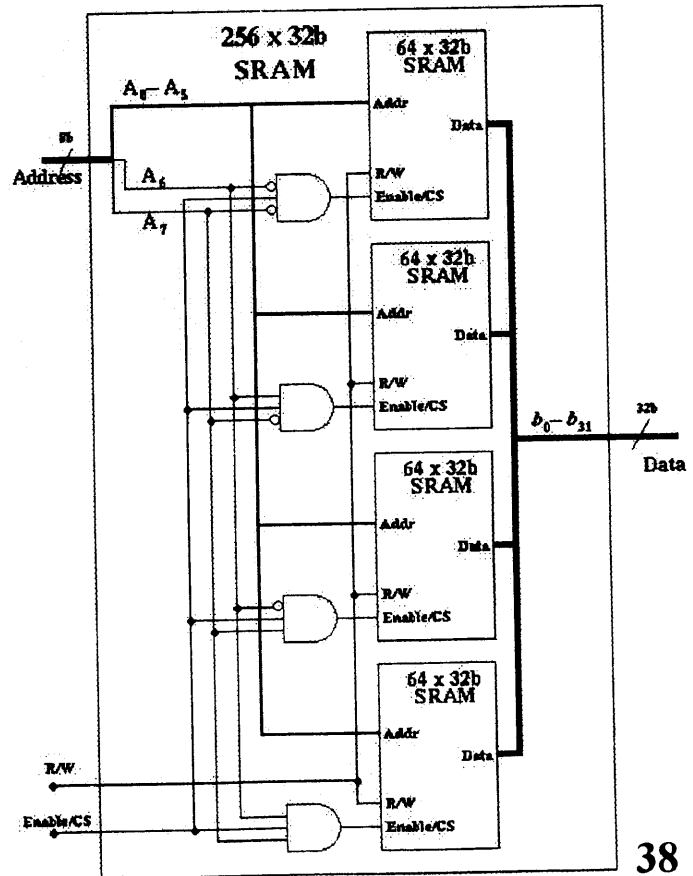 256 x 32b
SRAM
64 x 32b
SRAM
A₀ – A₅
Addr
Data
8b
Address
A₆
R/W
Enable/CS
A₇
64 x 32b
SRAM
Addr
Data
R/W
Enable/CS
b₀ – b₃₁
32b
Data
64 x 32b
SRAM
Addr
Data
R/W
Enable/CS
64 x 32b
SRAM
Addr
Data
R/W
R/W
Enable/CS
Enable/CS
38